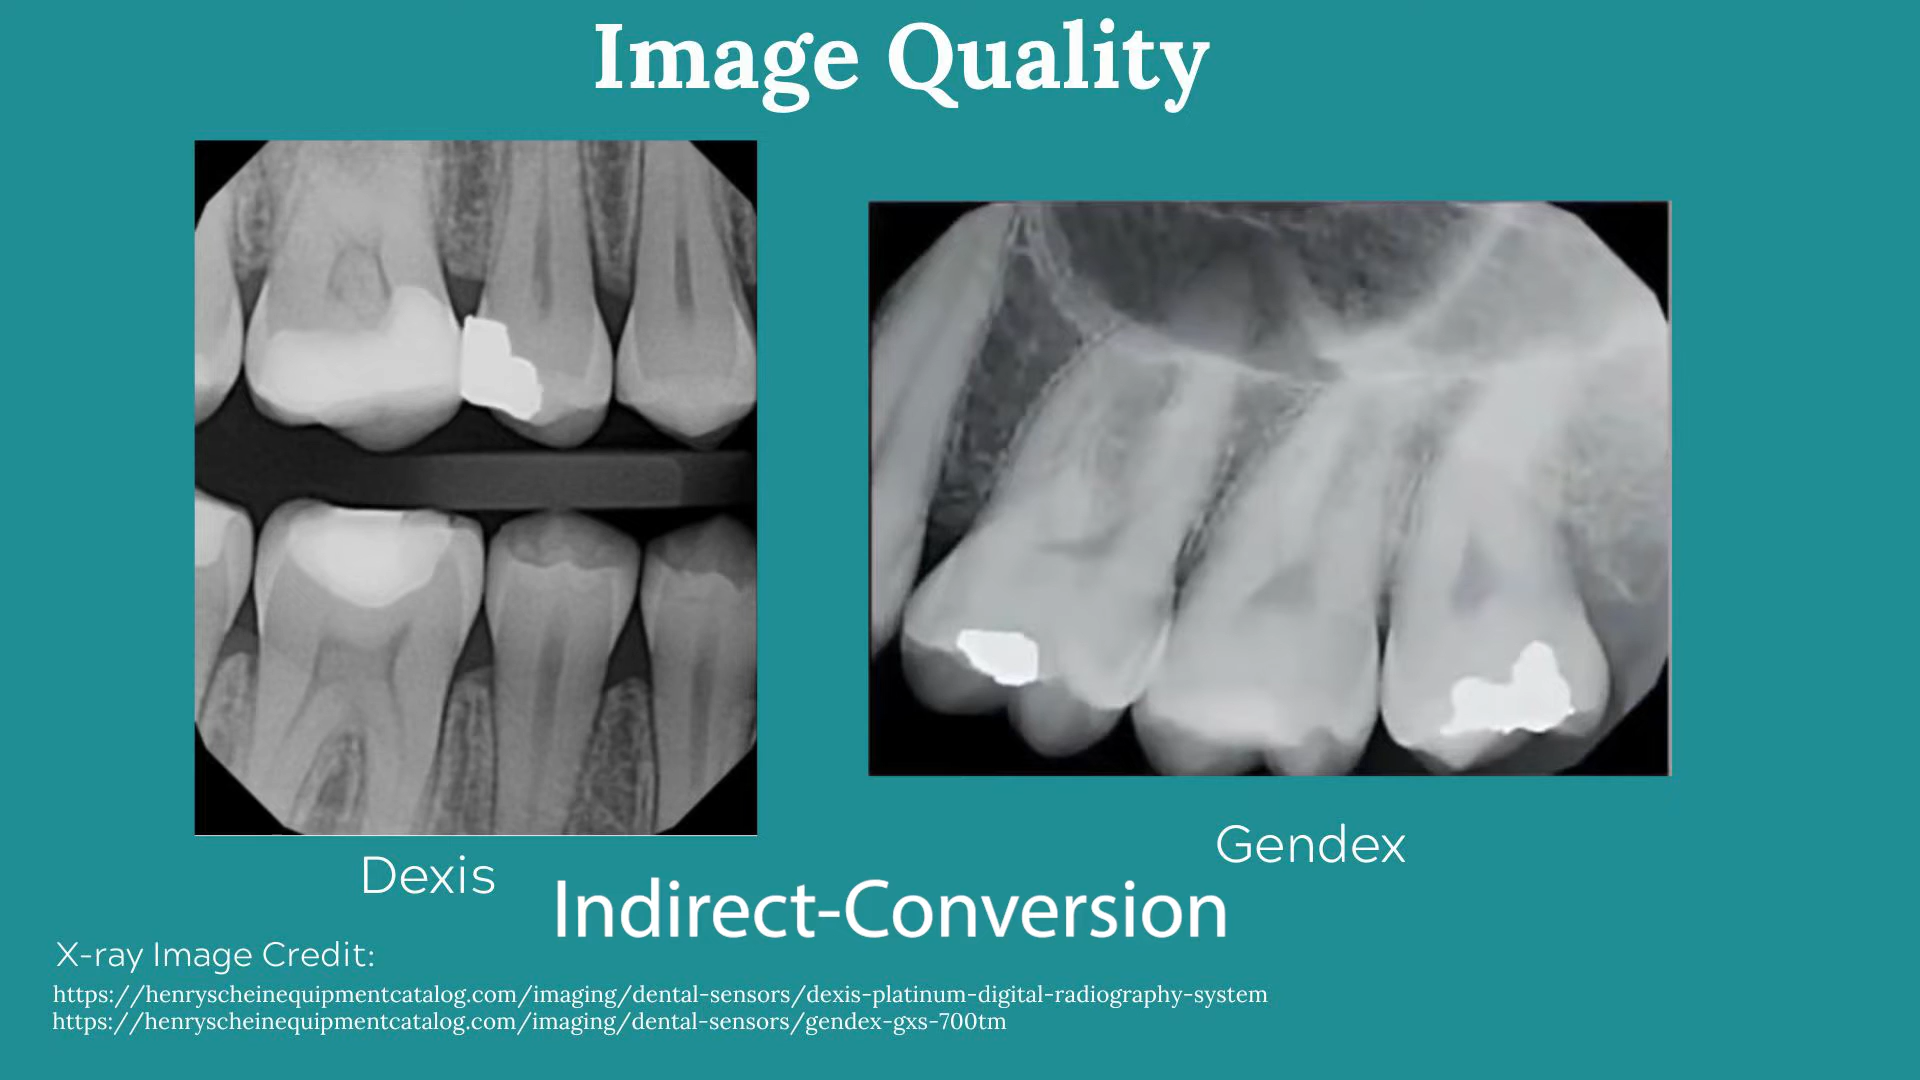 Image Quality
Dexis
Gendex
Indirect-Conversion
X-ray Image Credit:
https://henryscheinequipmentcatalog.com/imaging/dental-sensors/dexis-platinum-digital-radiography-system
https://henryscheinequipmentcatalog.com/imaging/dental-sensors/gendex-gxs-700tm